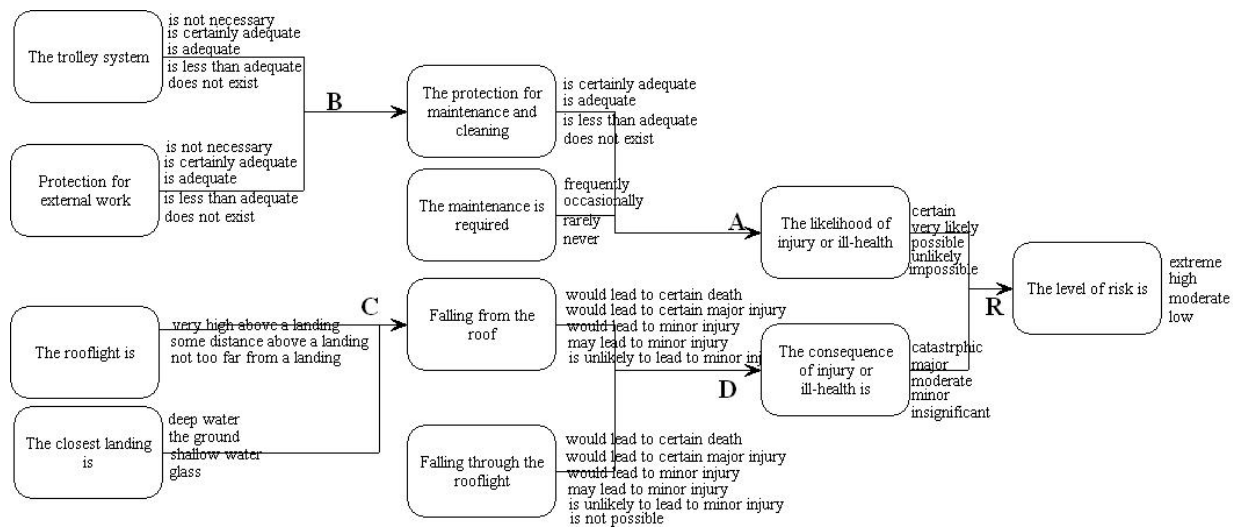 The trolley system
is not necessary
is certainly adequate
is adequate
is less than adequate
does not exist
Protection for
external work
is not necessary
is certainly adequate
is adequate
is less than adequate
does not exist
B
The protection for
maintenance and
cleaning
is certainly adequate
is adequate
is less than adequate
does not exist
The maintenance is
required
frequently
occasionally
rarely
never
A
The likelihood of
injury or ill-health
certain
very likely
possible
unlikely
impossible
The rooflight is
very high above a landing
some distance above a landing
not too far from a landing
The closest landing
is
deep water
the ground
shallow water
glass
C
Falling from the
roof
would lead to certain death
would lead to certain major injury
would lead to minor injury
may lead to minor injury
is unlikely to lead to minor inj
Falling through the
rooflight
would lead to certain death
would lead to certain major injury
would lead to minor injury
may lead to minor injury
is unlikely to lead to minor injury
is not possible
D
The consequence
of injury or
ill-health is
catastrphic
major
moderate
minor
insignificant
R
The level of risk is
extreme
high
moderate
low